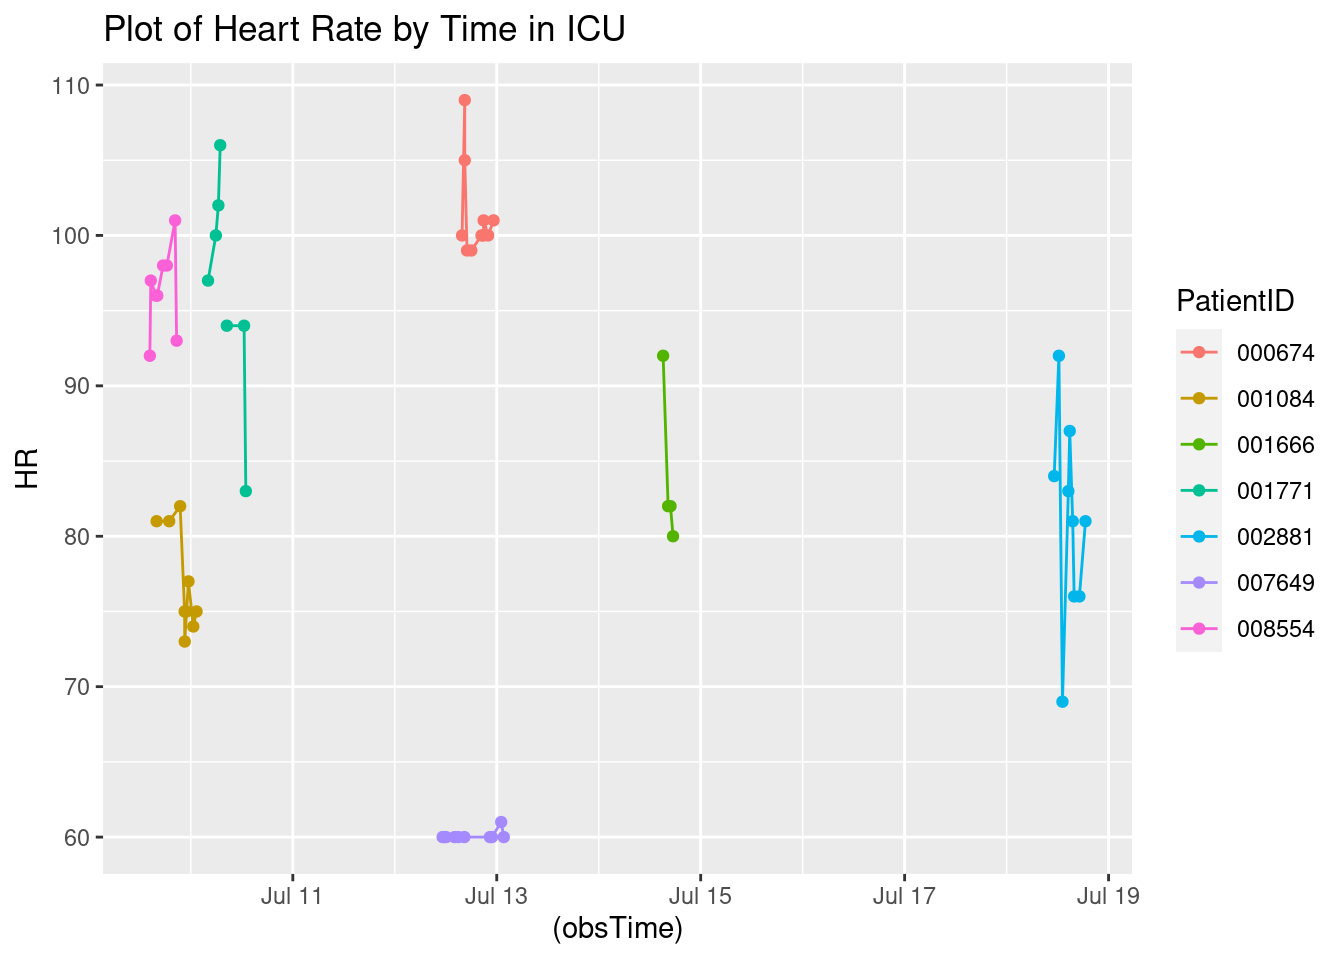 Plot of Heart Rate by Time in ICU
110
100
90
80
70
60
HR
Jul 11
Jul 13
Jul 15
Jul 17
Jul 19
(obsTime)
PatientID
000674
001084
001666
001771
002881
007649
008554